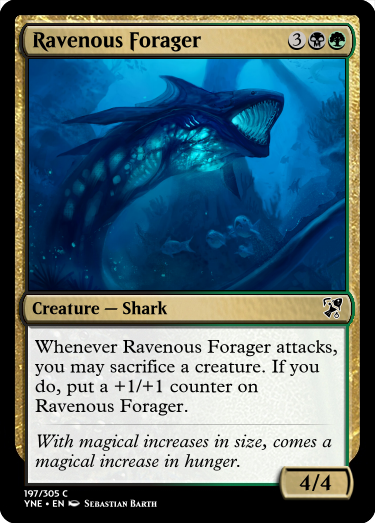 Ravenous Forager 3
Creature — Shark
Whenever Ravenous Forager attacks,
you may sacrifice a creature. If you
do, put a +1/+1 counter on
Ravenous Forager.
With magical increases in size, comes a
magical increase in hunger.
4/4
197/305 C
YNE • EN Sebastian Barth